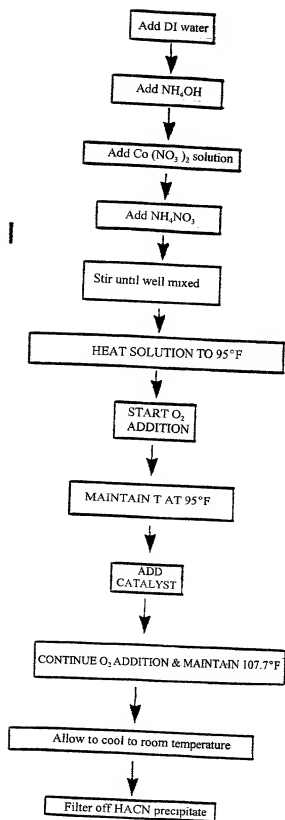 Add DI water
Add NH₄OH
Add Co (NO₃ )₂ solution
Add NH₄NO₃
Stir until well mixed
HEAT SOLUTION TO 95°F
START O₂
ADDITION
MAINTAIN T AT 95°F
ADD
CATALYST
CONTINUE O₂ ADDITION & MAINTAIN 107.7°F
Allow to cool to room temperature
Filter off HACN precipitate